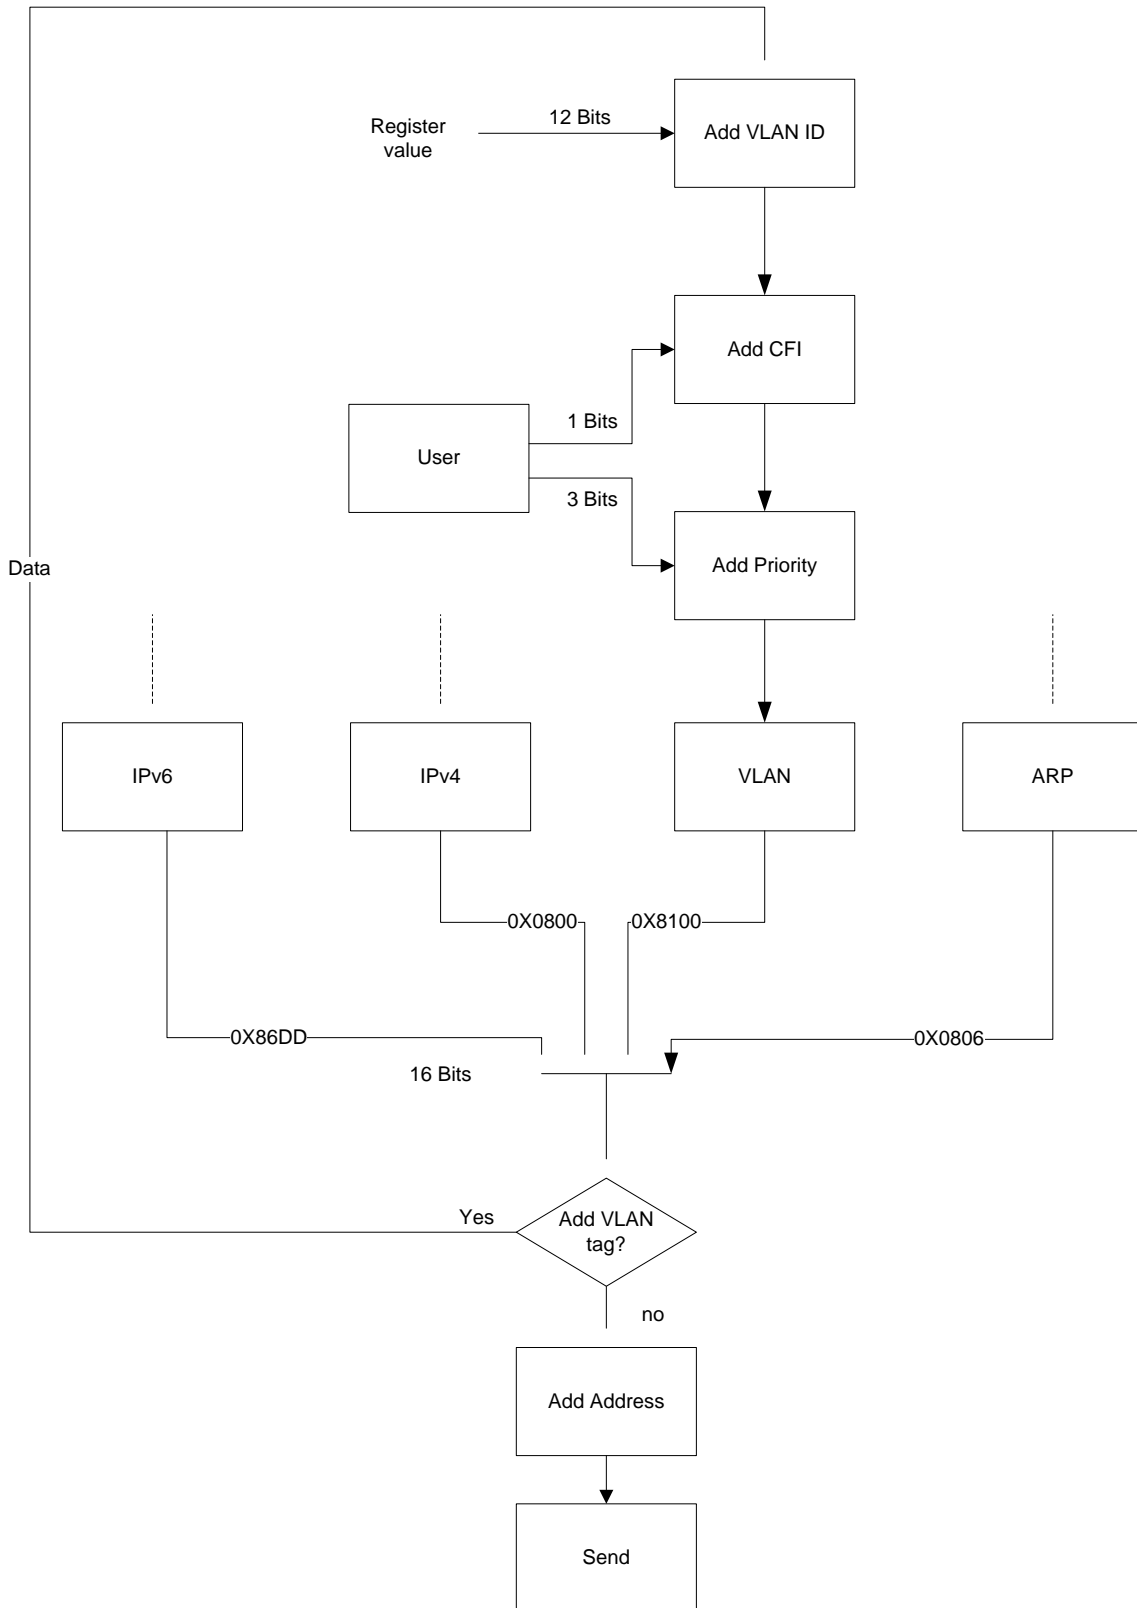 12 Bits
Register
value
Add VLAN ID
Add CFI
1 Bits
User
3 Bits
Add Priority
Data
IPv6
IPv4
VLAN
ARP
0X0800
0X8100
0X86DD
0X0806
16 Bits
Yes
Add VLAN
tag?
no
Add Address
Send